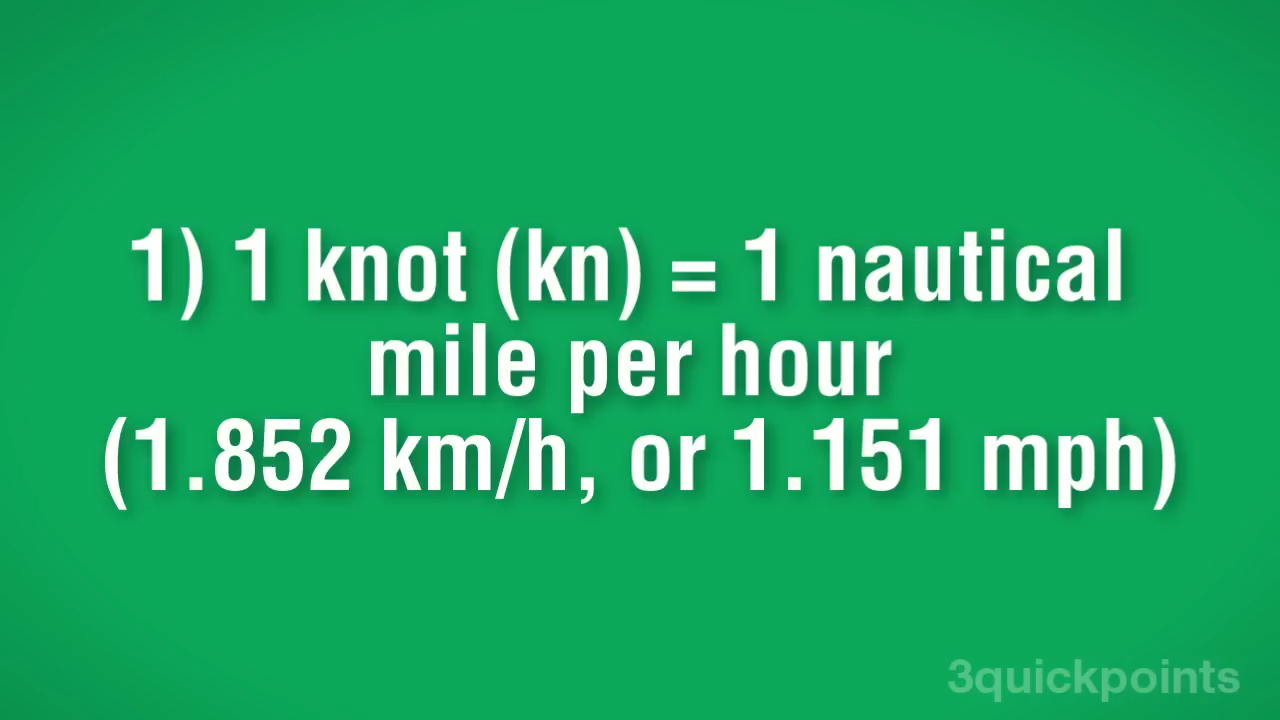 1) 1 knot (kn) = 1 nautical
mile per hour
(1.852 km/h, or 1.151 mph)
3quickpoints